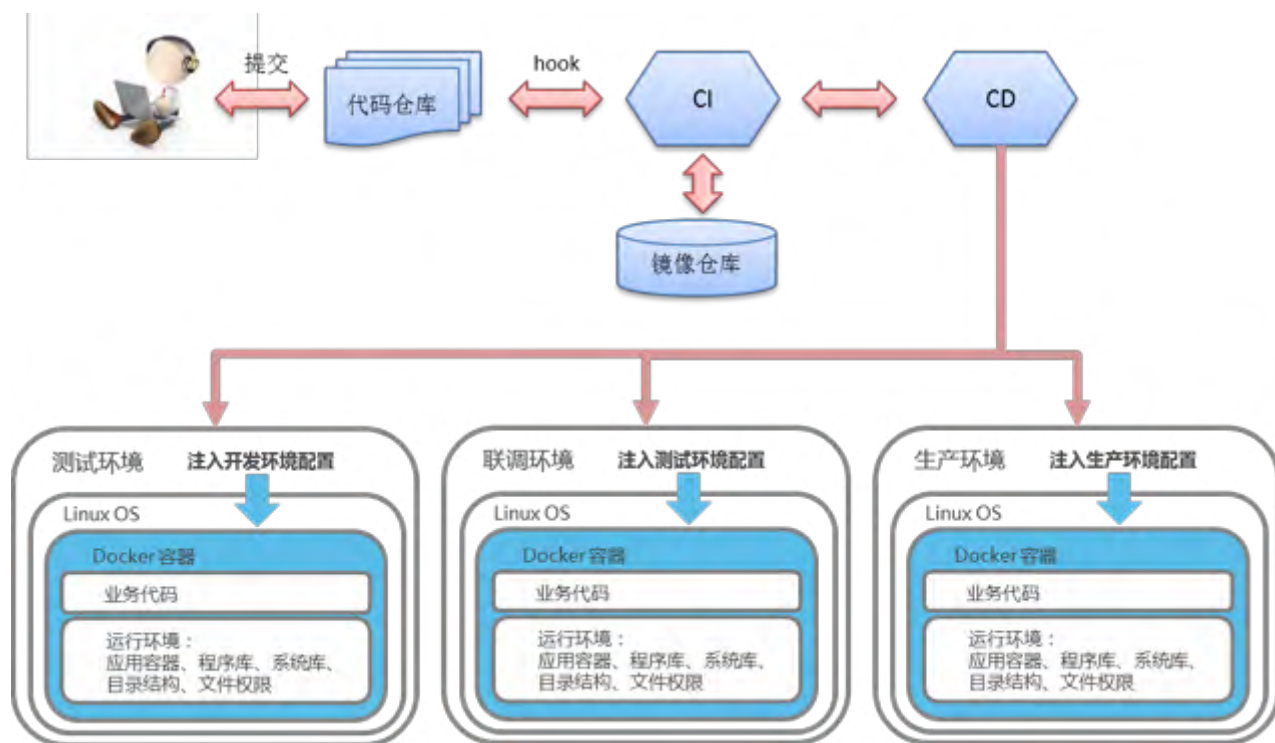 提交
代码仓库
hook
CI
CD
镜像仓库
测试环境 注入开发环境配置
Linux OS
Docker 容器
业务代码
运行环境：
应用容器、程序库、系统库、
目录结构、文件权限
联调环境 注入测试环境配置
Linux OS
Docker 容器
业务代码
运行环境：
应用容器、程序库、系统库、
目录结构、文件权限
生产环境 注入生产环境配置
Linux OS
Docker 容器
业务代码
运行环境：
应用容器、程序库、系统库、
目录结构、文件权限